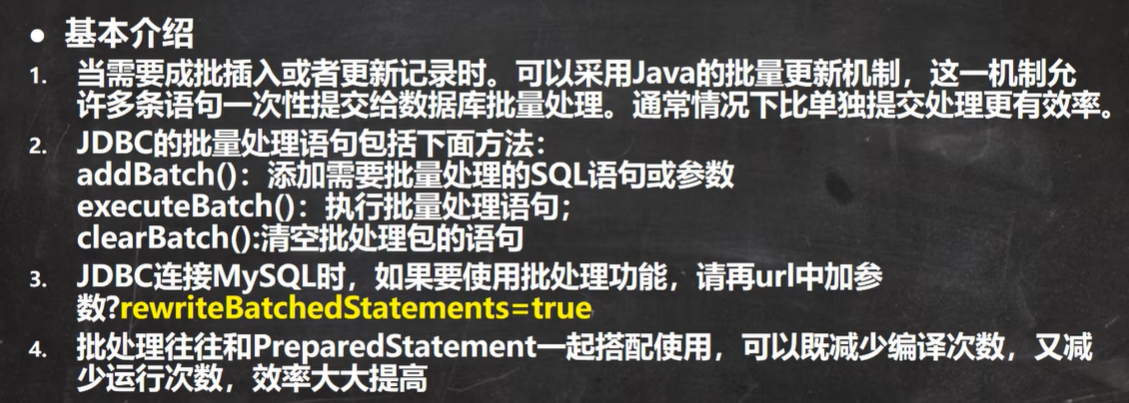 ● 基本介绍
1. 当需要成批插入或者更新记录时。可以采用Java的批量更新机制，这一机制允
许多条语句一次性提交给数据库批量处理。通常情况下比单独提交处理更有效率。
2. JDBC的批量处理语句包括下面方法：
addBatch()：添加需要批量处理的SQL语句或参数
executeBatch()：执行批量处理语句；
clearBatch():清空批处理包的语句
3. JDBC连接MySQL时，如果要使用批处理功能，请再url中加参
数?rewriteBatchedStatements=true
4. 批处理往往和PreparedStatement一起搭配使用，可以既减少编译次数，又减
少运行次数，效率大大提高